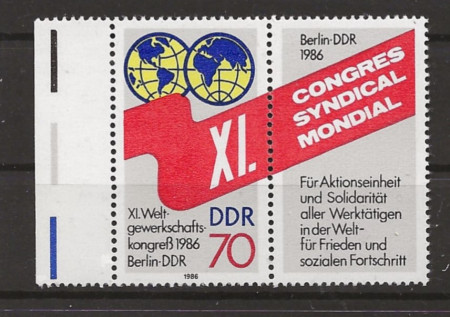 XI.
CONGRES
SYNDICAL
MONDIAL
XI.Welt-
gewerkschafts-
kongreß 1986
Berlin-DDR
DDR
70
1986
Berlin-DDR
1986
Für Aktionseinheit
und Solidarität
aller Werktätigen
in der Welt-
für Frieden und
sozialen Fortschritt